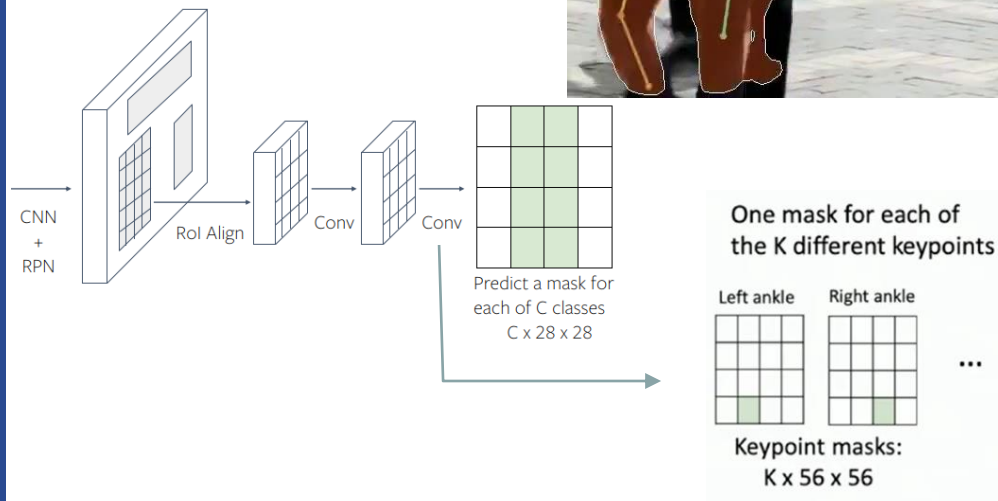 CNN
+
RPN
RoI Align
Conv
Conv
Predict a mask for
each of C classes
C x 28 x 28
One mask for each of
the K different keypoints
Left ankle
Right ankle
...
Keypoint masks:
K x 56 x 56